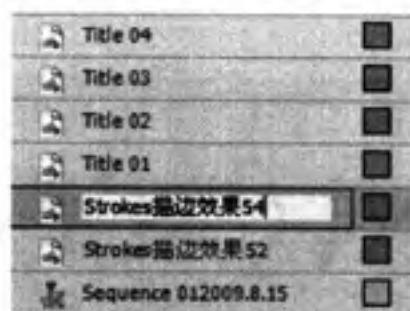 Title 04
Title 03
Title 02
Title 01
Strokes描边效果54
Strokes描边效果52
Sequence 012009.8.15